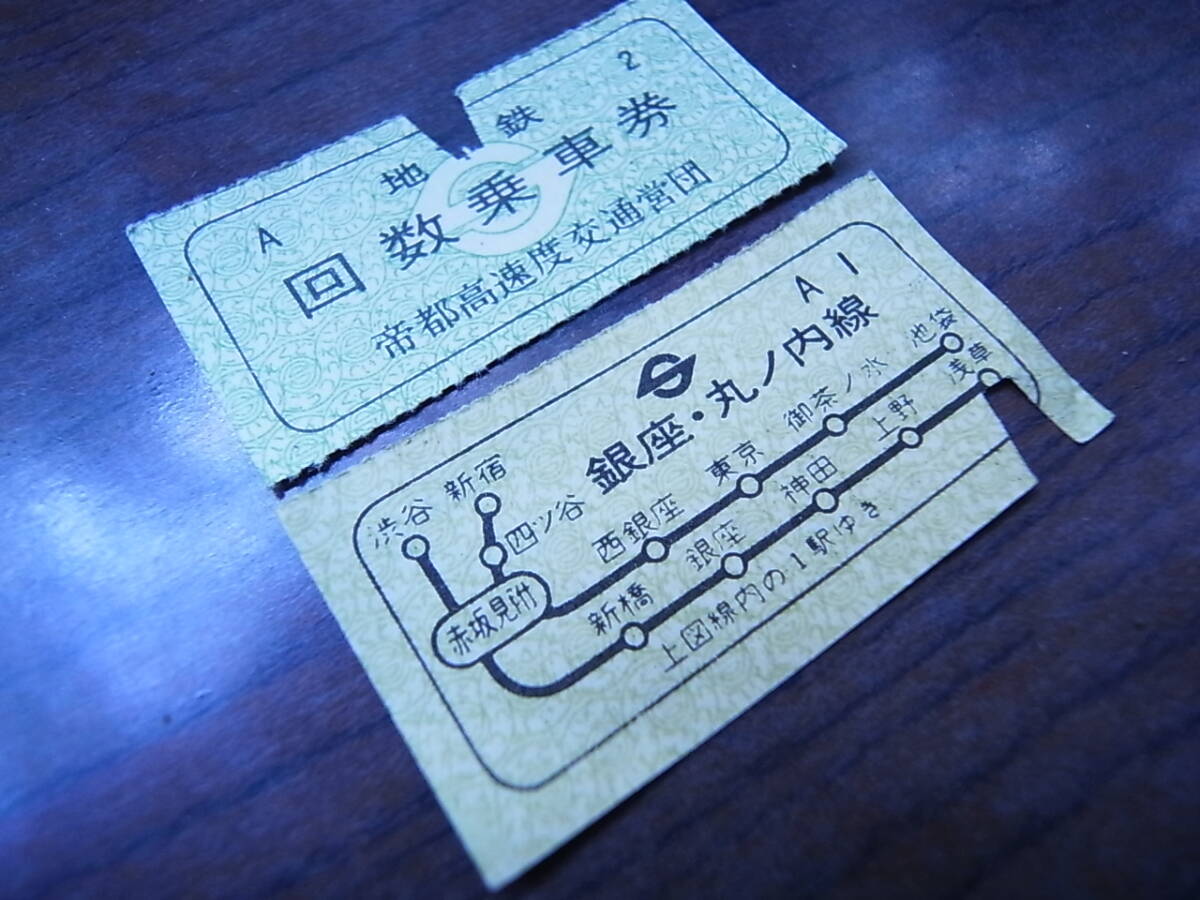 A 2
地鉄
回数乗車券
帝都高速度交通営団
A 1
銀座・丸ノ内線
渋谷
新宿
四ツ谷
赤坂見附
西銀座
東京
御茶ノ水
池袋
新橋
銀座
神田
上野
浅草
上図線内の1駅ゆき